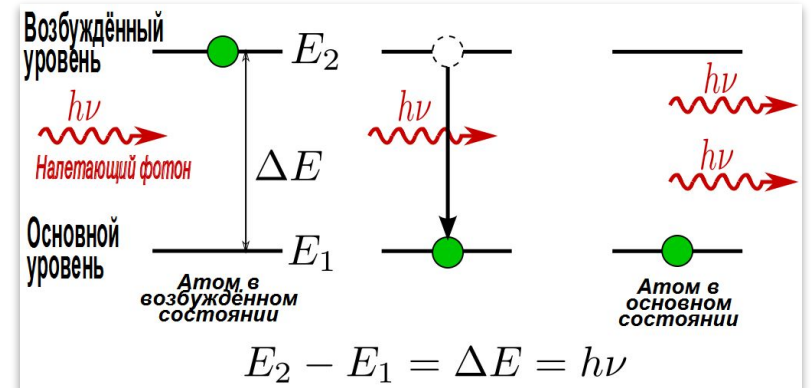 Возбуждённый
уровень
E₂
hν
Налетающий фотон
ΔE
Основной
уровень
E₁
Атом в
возбуждённом
состоянии
hν
hν
hν
Атом в
основном
состоянии
E₂ − E₁ = ΔE = hν